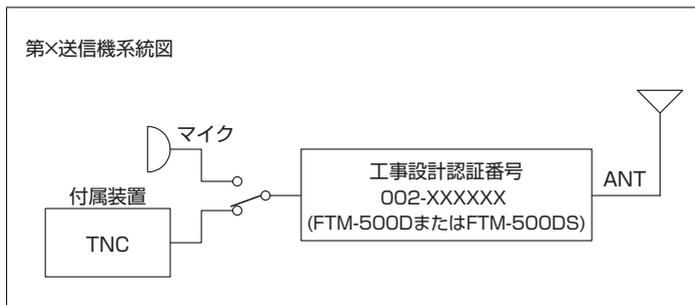 第×送信機系統図
マイク
付属装置
TNC
工事設計認証番号
002-XXXXXX
(FTM-500DまたはFTM-500DS)
ANT